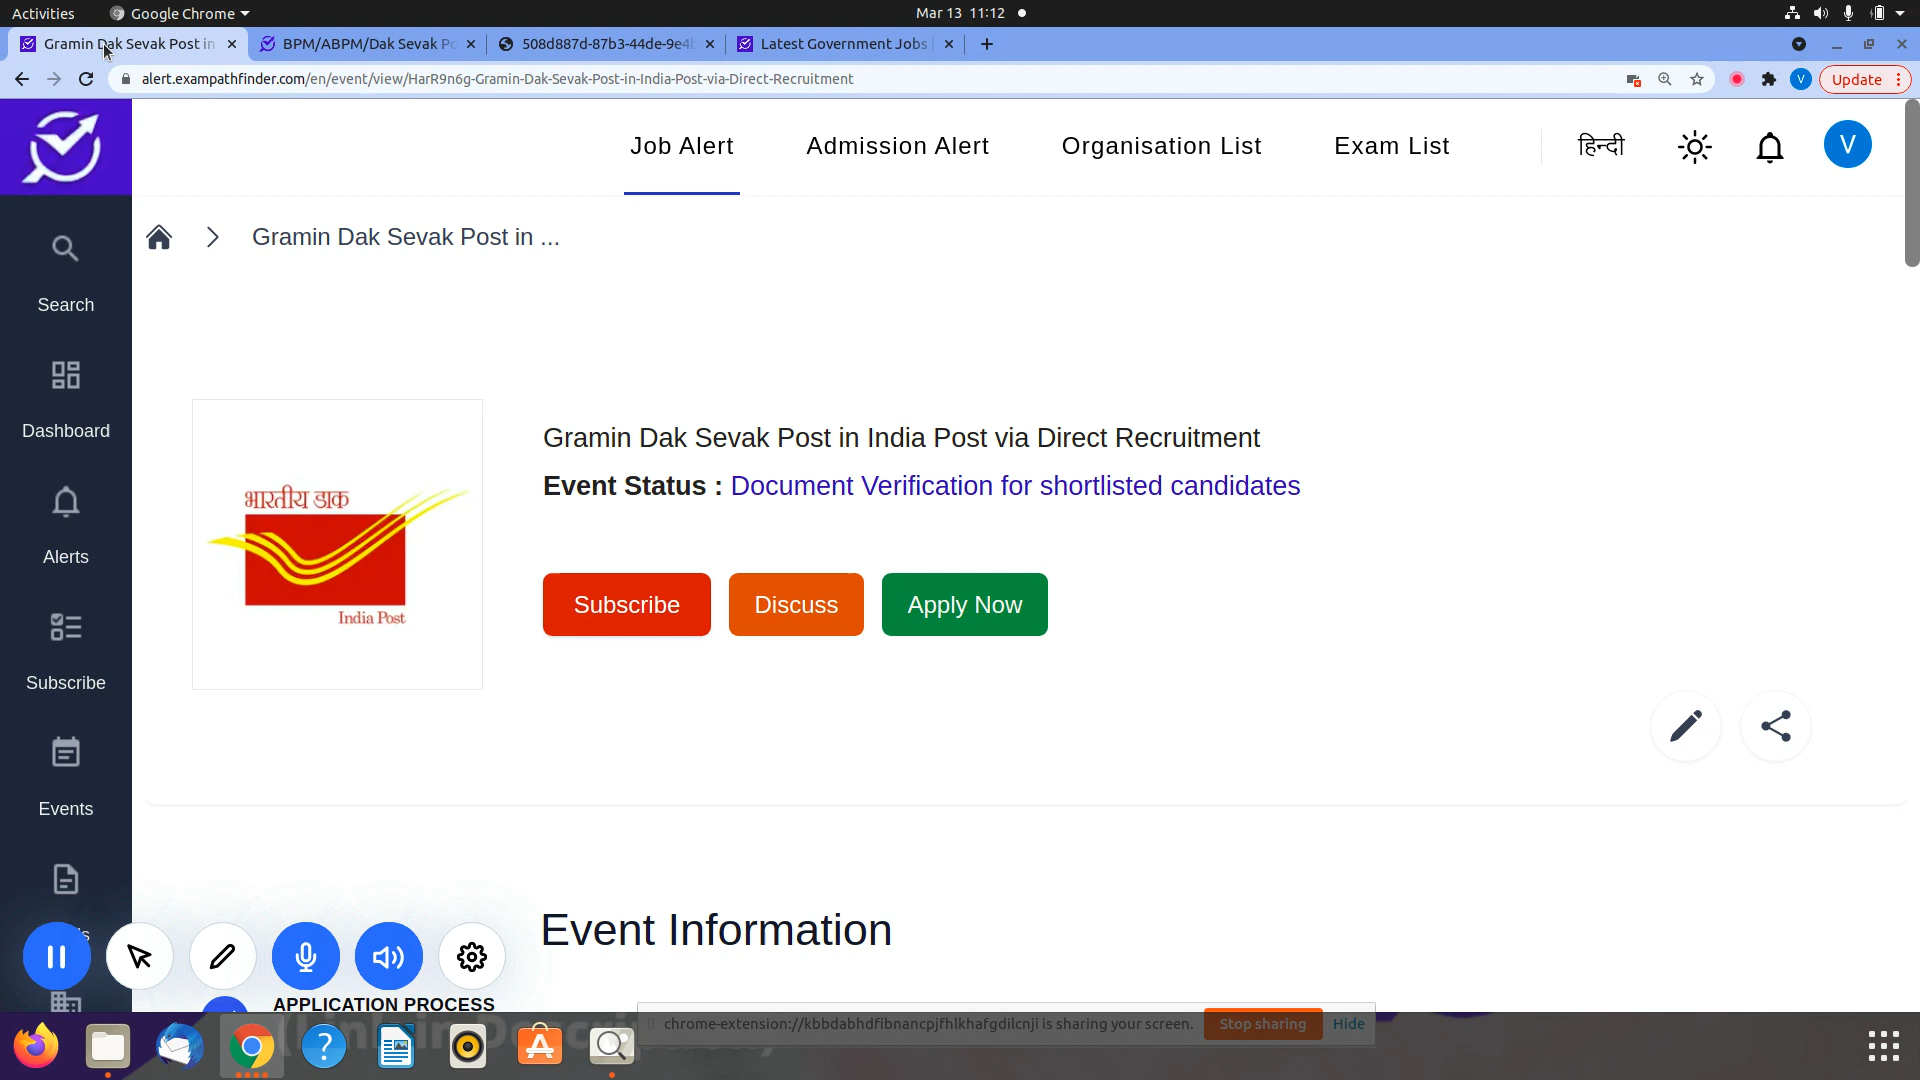 Activities
Google Chrome
Mar 13 11:12
Gramin Dak Sevak Post in
BPM/ABPM/Dak Sevak Po
508d887d-87b3-44de-9e4b
Latest Government Jobs
alert.exampathfinder.com/en/event/view/HarR9n6g-Gramin-Dak-Sevak-Post-in-India-Post-via-Direct-Recruitment
V
Update
Job Alert
Admission Alert
Organisation List
Exam List
हिन्दी
V
Gramin Dak Sevak Post in ...
Search
Dashboard
Alerts
Subscribe
Events
भारतीय डाक
India Post
Gramin Dak Sevak Post in India Post via Direct Recruitment
Event Status : Document Verification for shortlisted candidates
Subscribe
Discuss
Apply Now
Event Information
APPLICATION PROCESS
chrome-extension://kbbdabhdfibnancpjfhlkhafgdilcnji is sharing your screen.
Stop sharing
Hide